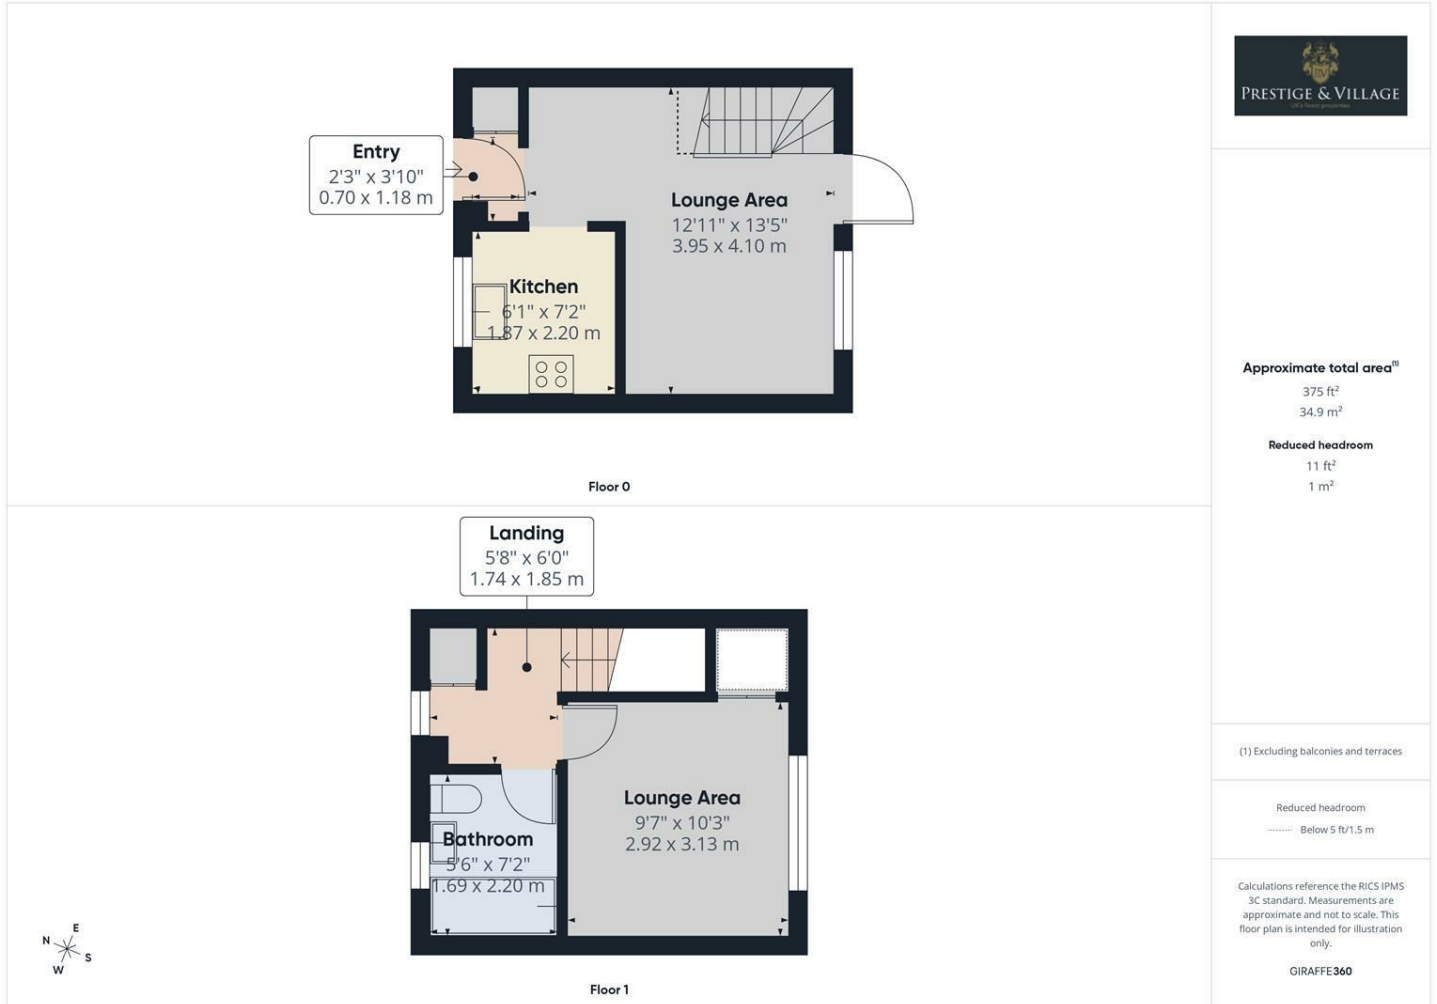 Entry
2'3" x 3'10"
0.70 x 1.18 m
Lounge Area
12'11" x 13'5"
3.95 x 4.10 m
Kitchen
6'1" x 7'2"
1.87 x 2.20 m
Floor 0
Landing
5'8" x 6'0"
1.74 x 1.85 m
Lounge Area
9'7" x 10'3"
2.92 x 3.13 m
Bathroom
5'6" x 7'2"
1.69 x 2.20 m
N
E
S
W
Floor 1
PRESTIGE & VILLAGE
Approximate total area⁽¹⁾
375 ft²
34.9 m²
Reduced headroom
11 ft²
1 m²
(1) Excluding balconies and terraces
Reduced headroom
Below 5 ft/1.5 m
Calculations reference the RICS IPMS
3C standard. Measurements are
approximate and not to scale. This
floor plan is intended for illustration
only.
GIRAFFE360